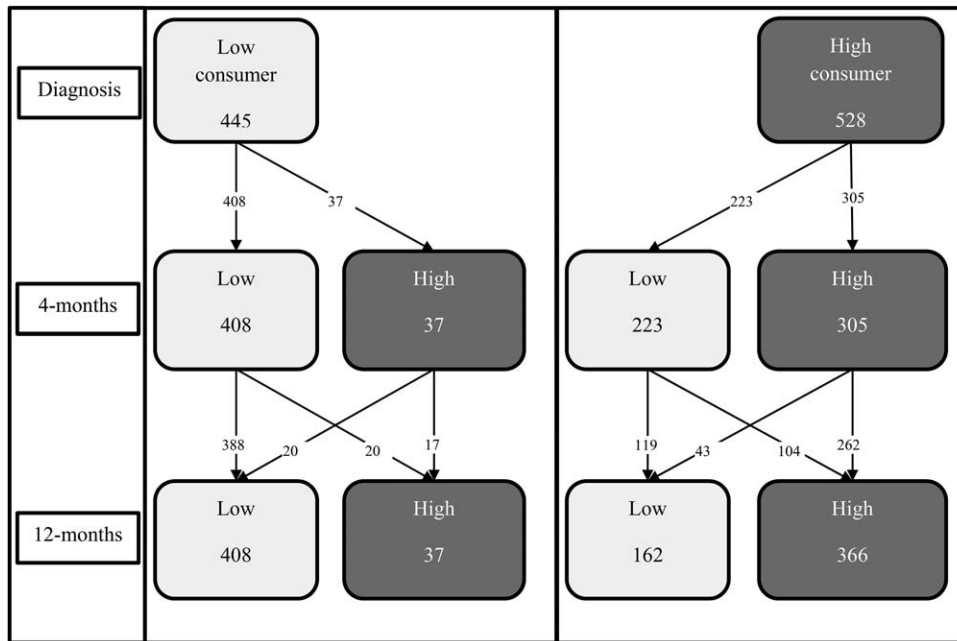 Low
consumer
445
High
consumer
528
Diagnosis
408
37
223
305
4-months
Low
408
High
37
Low
223
High
305
388
20
20
17
119
43
104
262
12-months
Low
408
High
37
Low
162
High
366